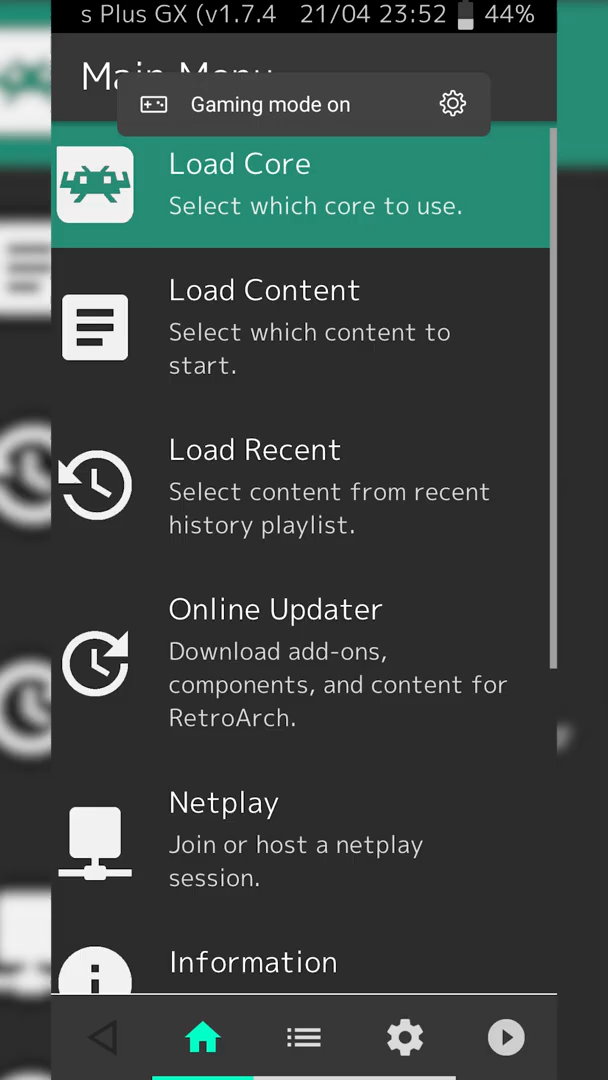 s Plus GX (v1.7.4 21/04 23:52 44%
Main Menu
Gaming mode on
Load Core
Select which core to use.
Load Content
Select which content to
start.
Load Recent
Select content from recent
history playlist.
Online Updater
Download add-ons,
components, and content for
RetroArch.
Netplay
Join or host a netplay
session.
Information